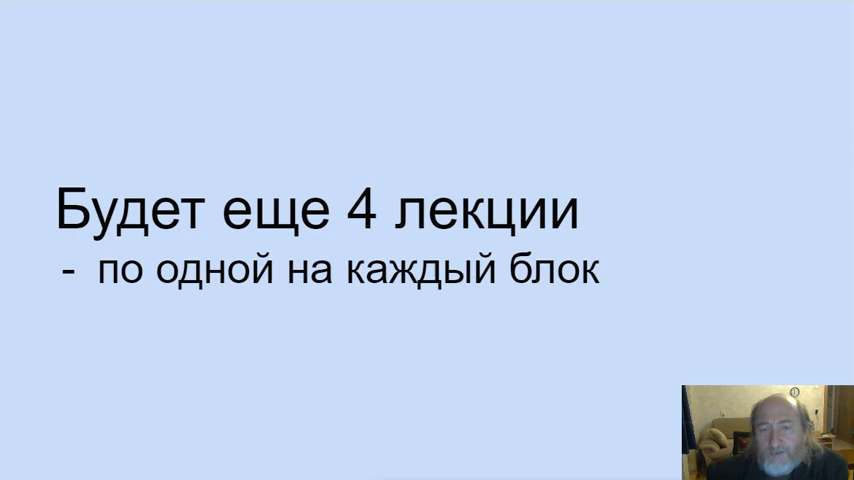 Будет еще 4 лекции
- по одной на каждый блок